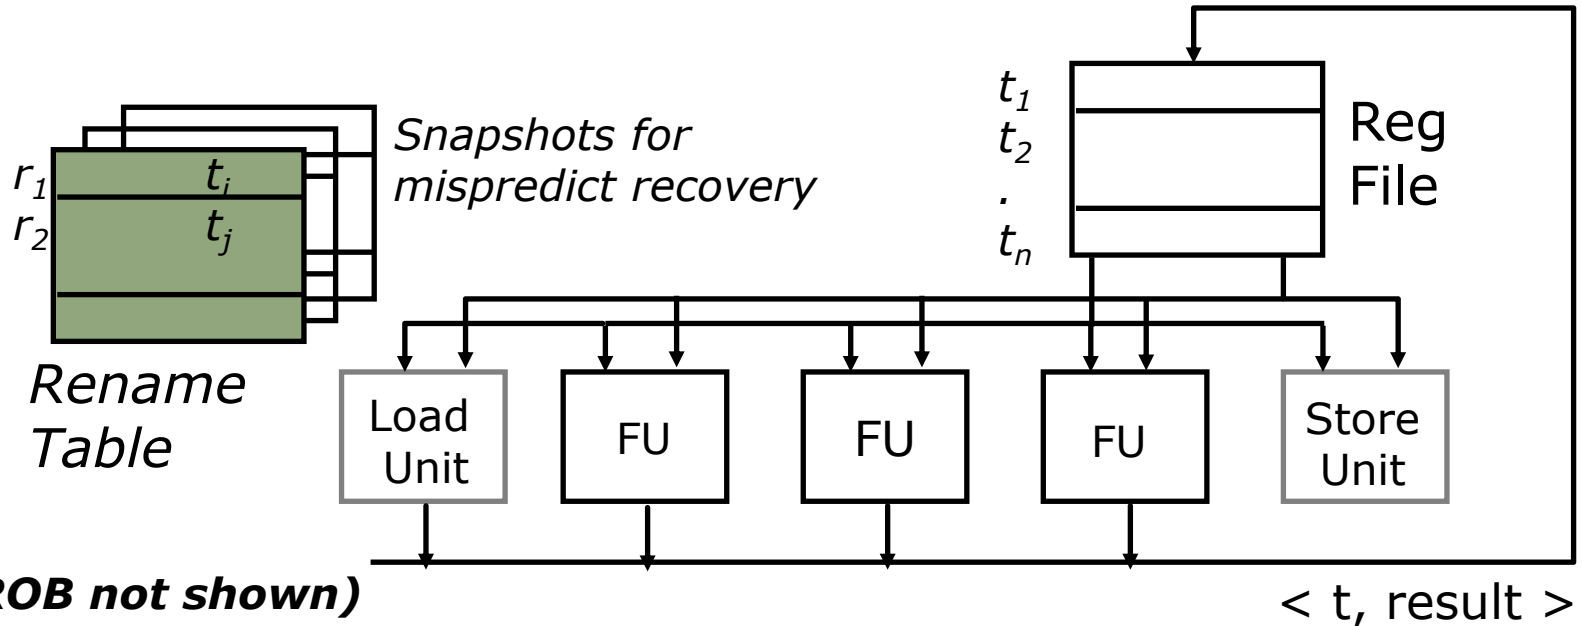 r1
ti
r2
tj
Snapshots for
mispredict recovery
Rename
Table
t1
t2
.
tn
Reg
File
Load
Unit
FU
FU
FU
Store
Unit
ROB not shown)
< t, result >